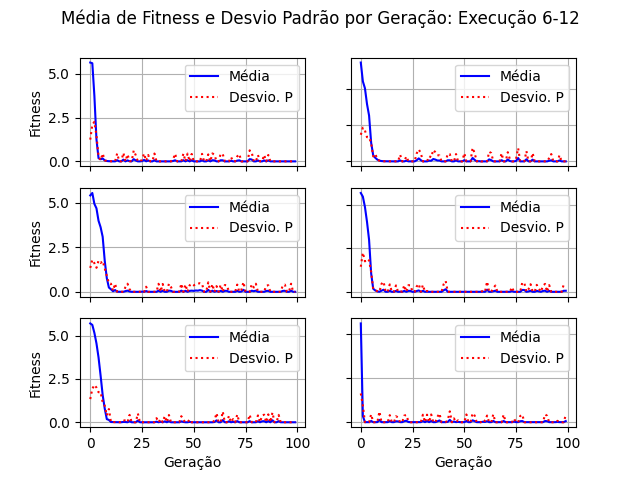 Média de Fitness e Desvio Padrão por Geração: Execução 6-12
5.0
2.5
0.0
Fitness
Média
Desvio. P
Média
Desvio. P
5.0
2.5
0.0
Fitness
Média
Desvio. P
Média
Desvio. P
5.0
2.5
0.0
Fitness
Média
Desvio. P
Média
Desvio. P
0 25 50 75 100
0 25 50 75 100
Geração
Geração